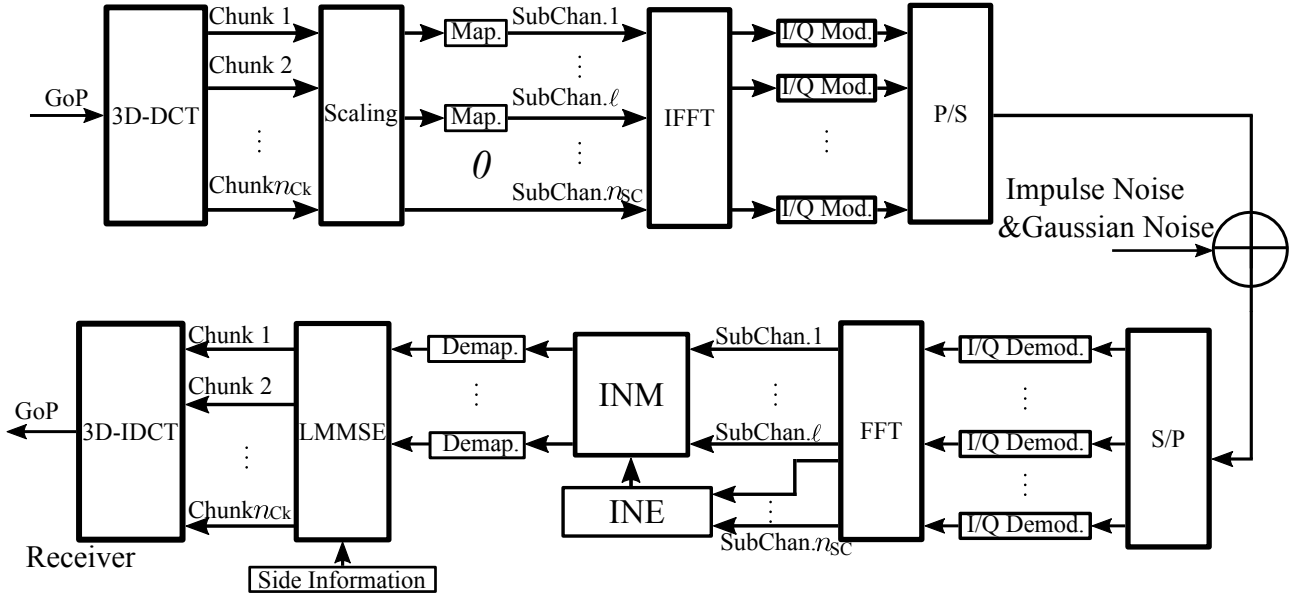 GoP
3D-DCT
Chunk 1
Chunk 2
⋮
Chunk n_Ck
Scaling
Map.
SubChan.1
⋮
Map.
SubChan.ℓ
0
⋮
SubChan.n_SC
IFFT
I/Q Mod.
I/Q Mod.
⋮
I/Q Mod.
P/S
Impulse Noise
&Gaussian Noise
GoP
3D-IDCT
Chunk 1
Chunk 2
⋮
Chunk n_Ck
LMMSE
Side Information
Demap.
⋮
Demap.
INM
INE
SubChan.1
⋮
SubChan.ℓ
⋮
SubChan.n_SC
FFT
I/Q Demod.
⋮
I/Q Demod.
⋮
I/Q Demod.
S/P
Receiver